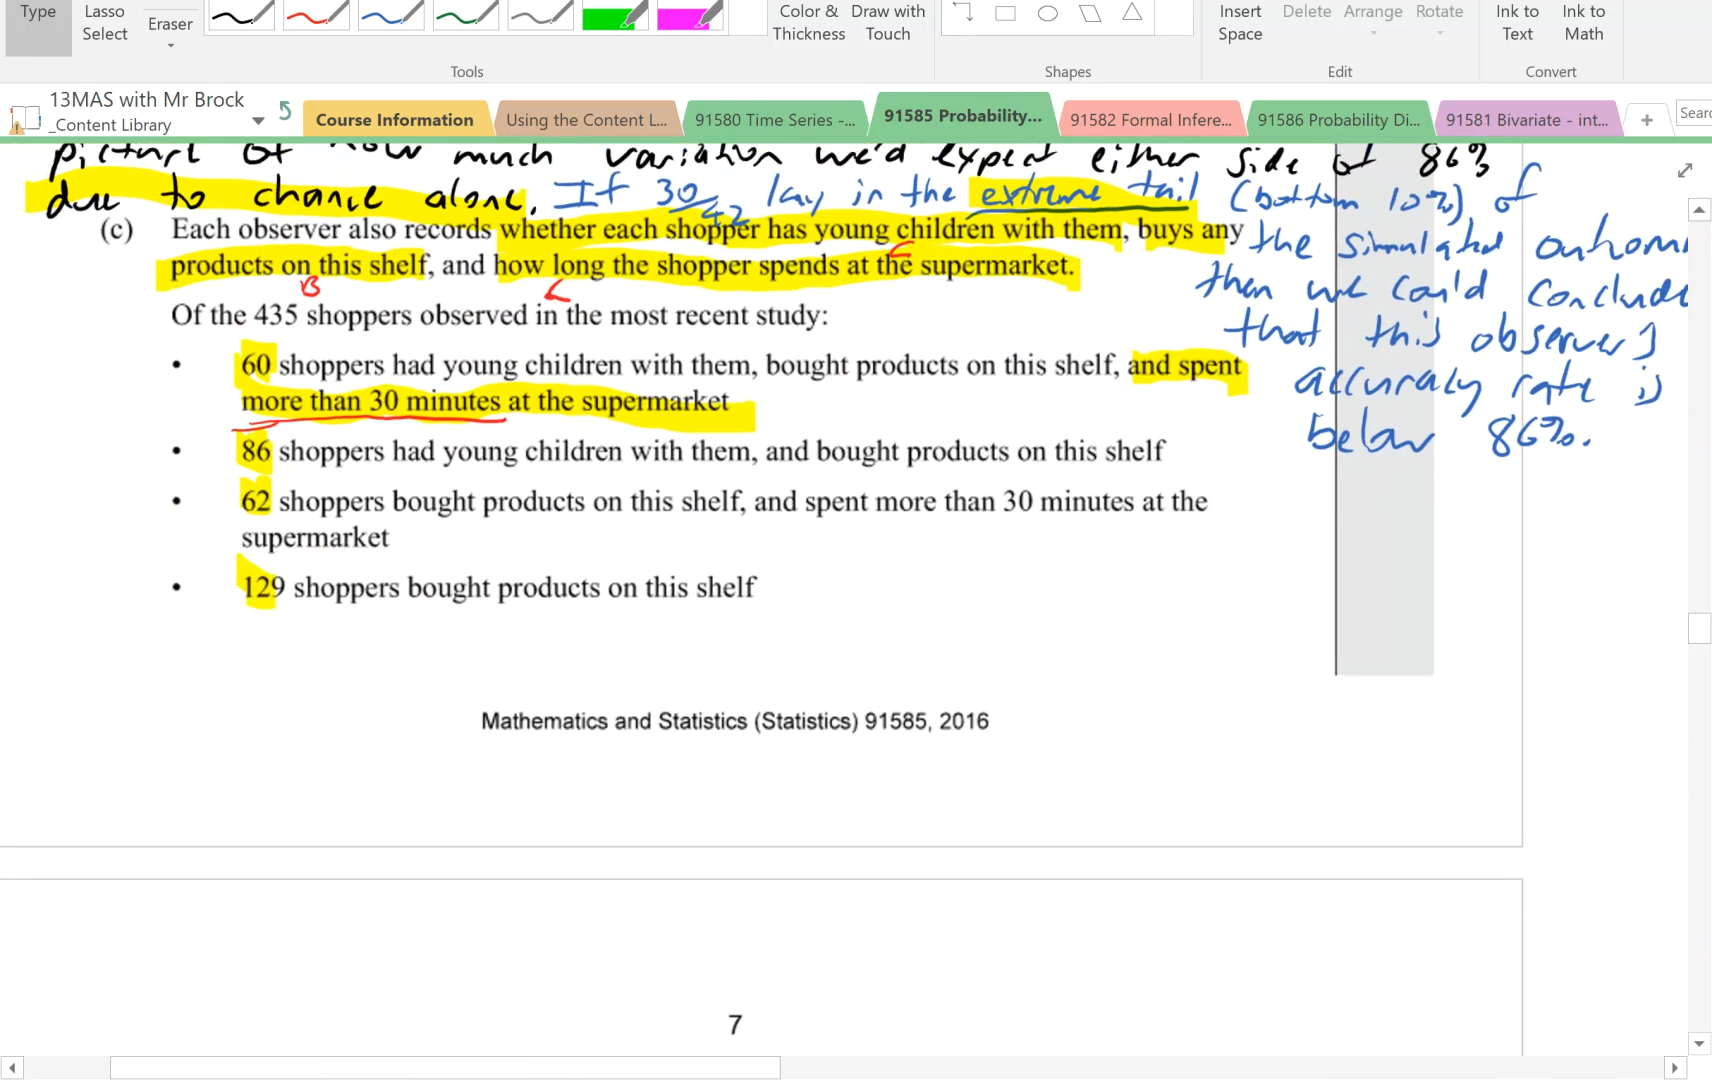 Type
Lasso
Select
Eraser
Color &
Thickness
Draw with
Touch
Insert
Space
Delete
Arrange
Rotate
Ink to
Text
Ink to
Math
Tools
Shapes
Edit
Convert
13MAS with Mr Brock
_Content Library
Course Information
Using the Content L...
91580 Time Series -...
91585 Probability...
91582 Formal Infere...
91586 Probability Di...
91581 Bivariate - int...
+
Searc
picture of how much variation we'd expect either side of 86%
due to chance alone. If 30/42 lay in the extreme tail (bottom 10%) of
the simulated
then we could conclude
that this observer's
accuracy rate is
below 86%.
(c) Each observer also records whether each shopper has young children with them, buys any
products on this shelf, and how long the shopper spends at the supermarket.
C
B
L
Of the 435 shoppers observed in the most recent study:
• 60 shoppers had young children with them, bought products on this shelf, and spent
more than 30 minutes at the supermarket
• 86 shoppers had young children with them, and bought products on this shelf
• 62 shoppers bought products on this shelf, and spent more than 30 minutes at the
supermarket
• 129 shoppers bought products on this shelf
Mathematics and Statistics (Statistics) 91585, 2016
7